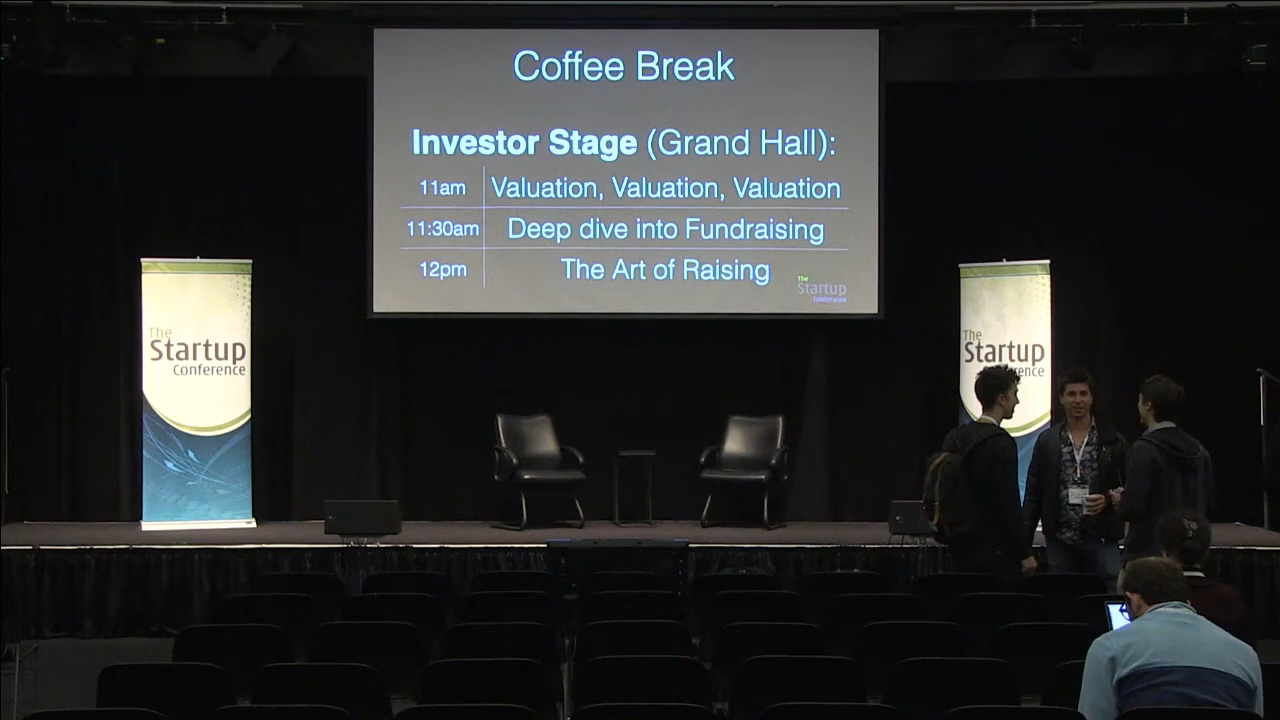 Coffee Break
Investor Stage (Grand Hall):
11am Valuation, Valuation, Valuation
11:30am Deep dive into Fundraising
12pm The Art of Raising
The
Startup
Conference
The
Startup
Conference
The
Startup
rence